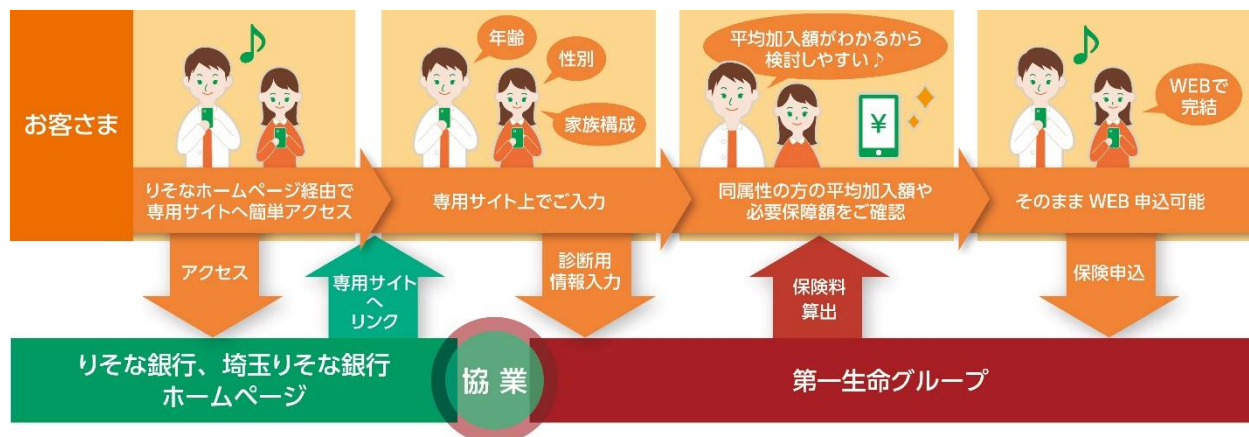 お客さま
年齢
性別
家族構成
平均加入額がわかるから
検討しやすい♪
¥
WEBで
完結
りそなホームページ経由で
専用サイトへ簡単アクセス
専用サイト上でご入力
同属性の方の平均加入額や
必要保障額をご確認
そのまま WEB 申込可能
アクセス
専用サイト
へ
リンク
診断用
情報入力
保険料
算出
保険申込
りそな銀行、埼玉りそな銀行
ホームページ
協業
第一生命グループ